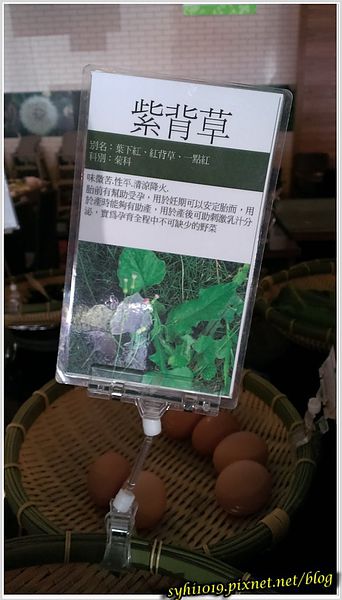 紫背草
別名：葉下紅、紅背草、一點紅
科別：菊科
味微苦.性平.清涼降火.
胎前有幫助受孕，用於妊期可以安定胎而，用
於產時能夠有助產，用於產後可助刺激乳汁分
泌，實為孕育全程中不可缺少的野菜
syhi1019.pixnet.net/blog